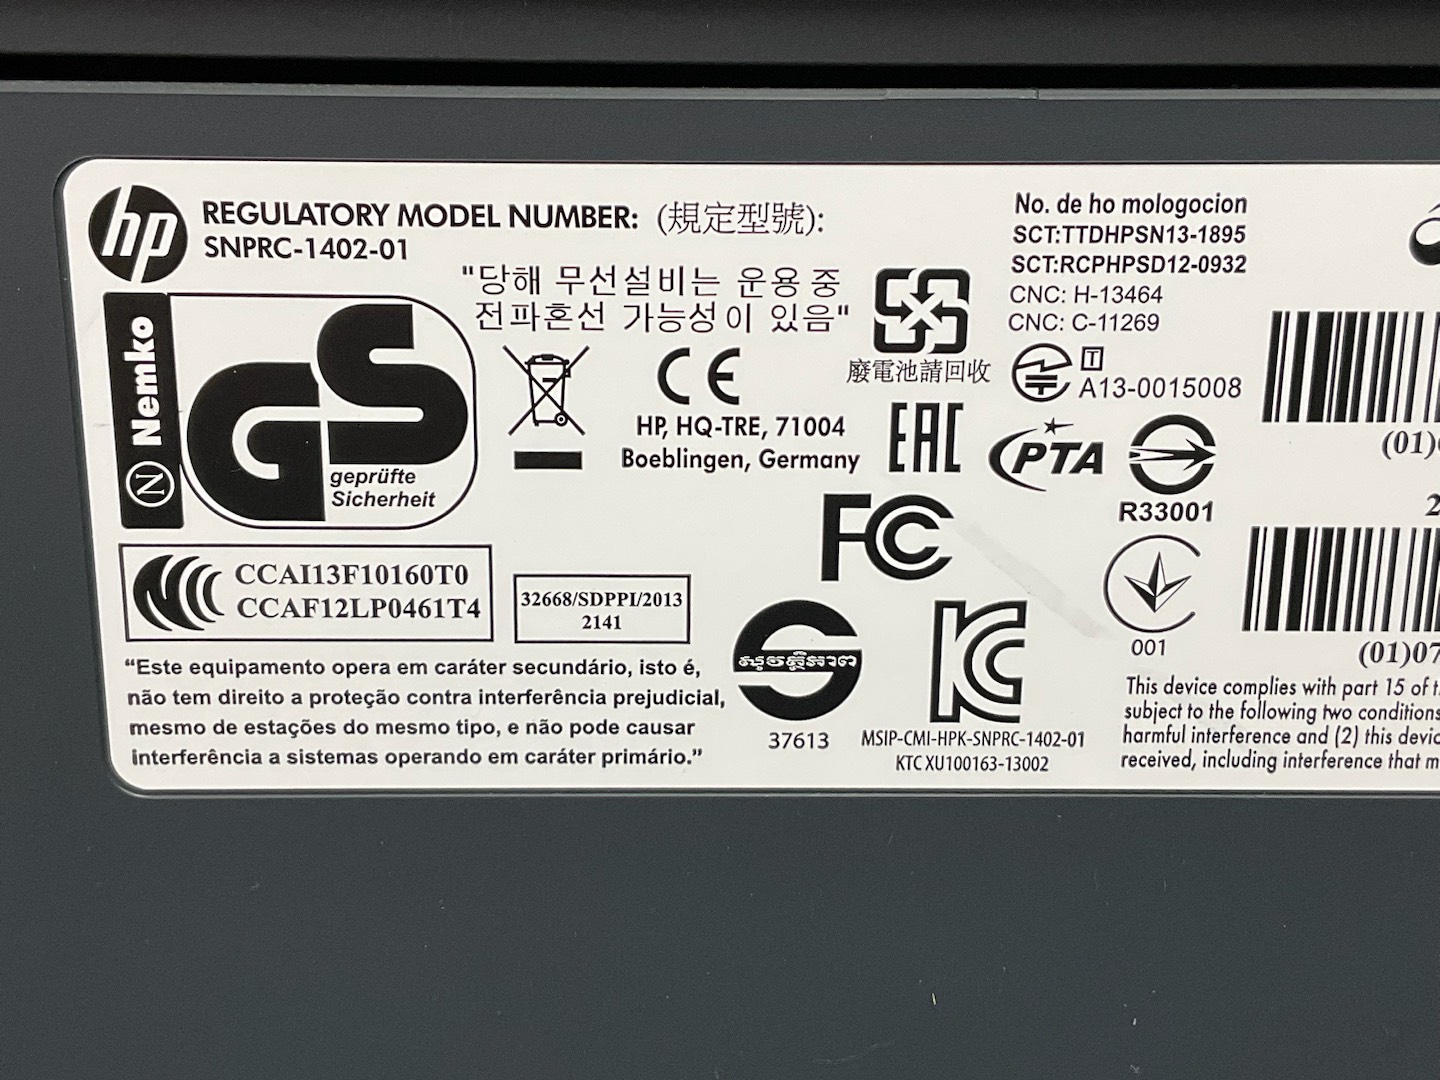 hp
REGULATORY MODEL NUMBER: (規定型號):
SNPRC-1402-01
"당해 무선설비는 운용 중
전파혼선 가능성이 있음"
N Nemko
GS
geprüfte
Sicherheit
CE
HP, HQ-TRE, 71004
Boeblingen, Germany
廢電池請回收
No. de ho mologocion
SCT:TTDHPSN13-1895
SCT:RCPHPSD12-0932
CNC: H-13464
CNC: C-11269
T
A13-0015008
EAC
PTA
R33001
FC
CCAI13F10160T0
CCAF12LP0461T4
32668/SDPPI/2013
2141
"Este equipamento opera em caráter secundário, isto é,
não tem direito a proteção contra interferência prejudicial,
mesmo de estações do mesmo tipo, e não pode causar
interferência a sistemas operando em caráter primário."
37613
KC
MSIP-CMI-HPK-SNPRC-1402-01
KTC XU100163-13002
001
(01)
2
(01)07
This device complies with part 15 of
subject to the following two conditions
harmful interference and (2) this
received, including interference that